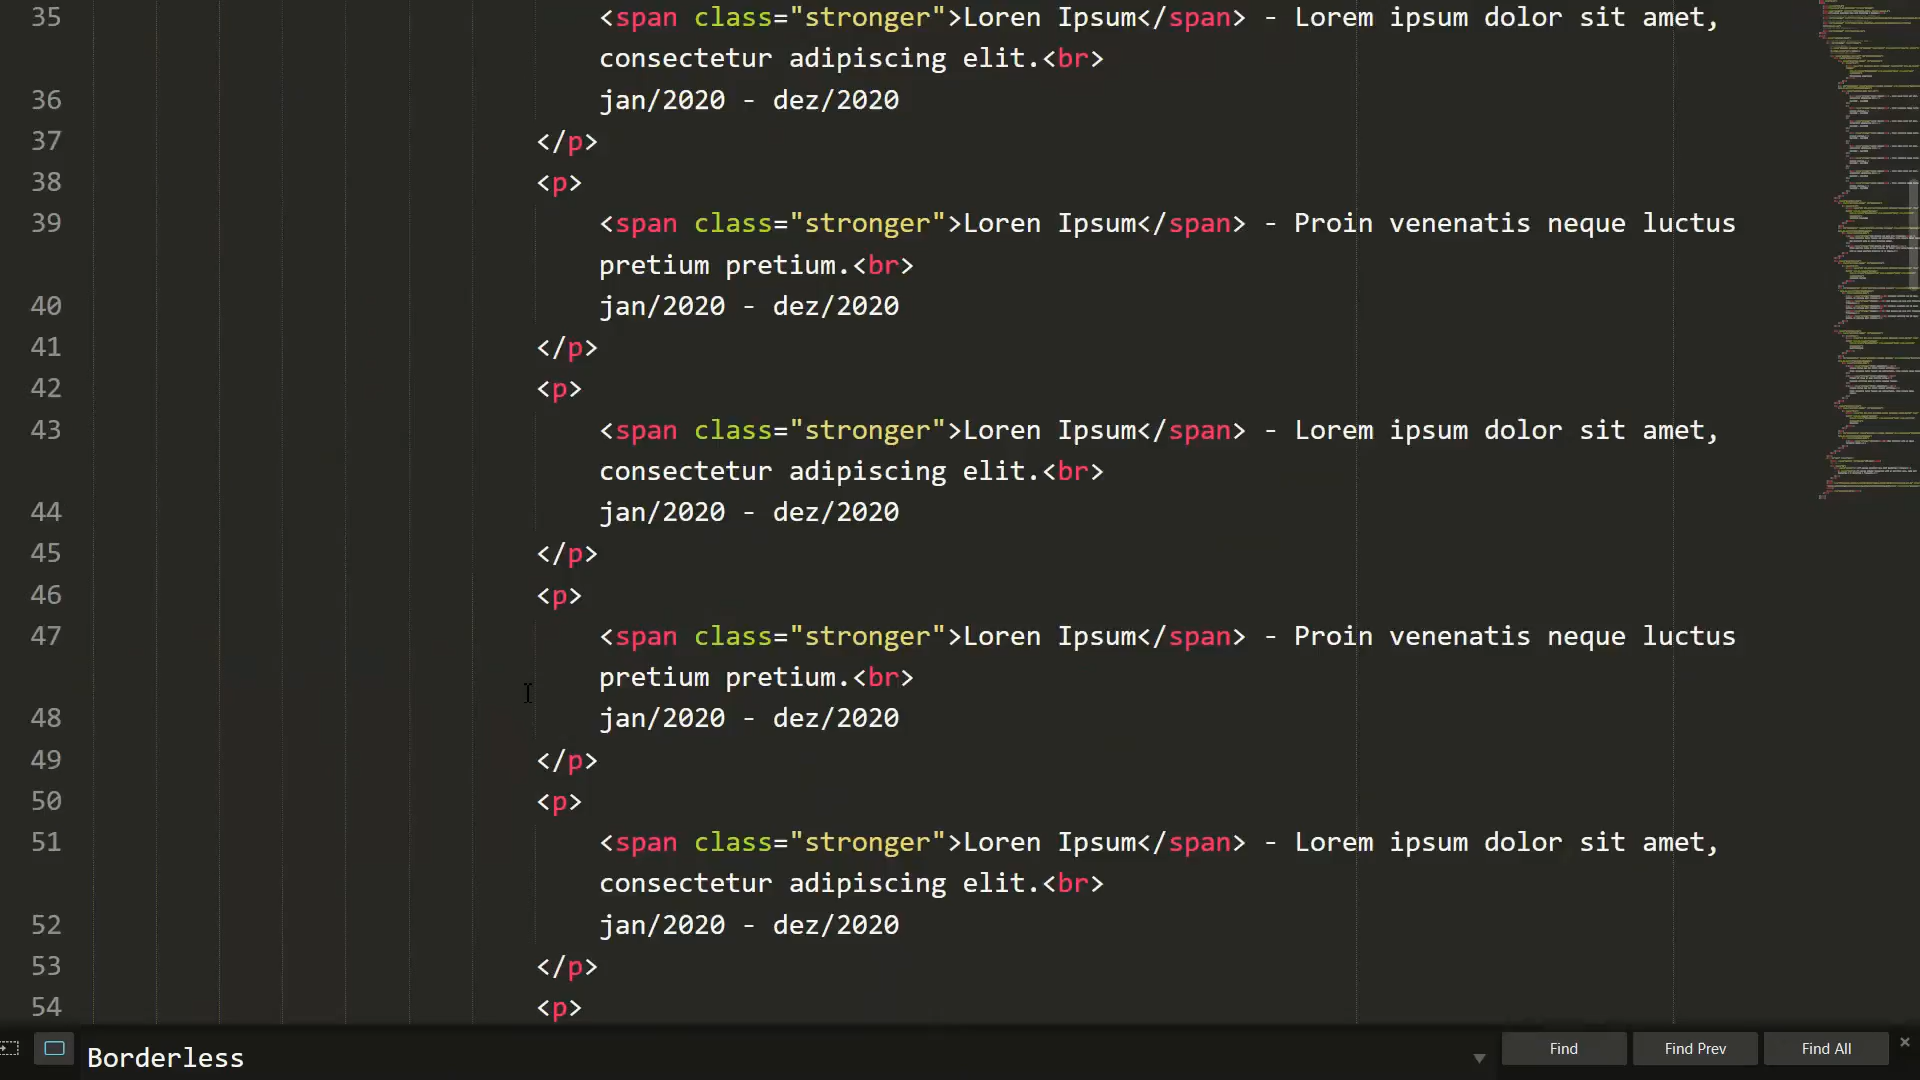 35 <span class="stronger">Loren Ipsum</span> - Lorem ipsum dolor sit amet,
consectetur adipiscing elit.<br>
36 jan/2020 - dez/2020
37 </p>
38 <p>
39 <span class="stronger">Loren Ipsum</span> - Proin venenatis neque luctus
pretium pretium.<br>
40 jan/2020 - dez/2020
41 </p>
42 <p>
43 <span class="stronger">Loren Ipsum</span> - Lorem ipsum dolor sit amet,
consectetur adipiscing elit.<br>
44 jan/2020 - dez/2020
45 </p>
46 <p>
47 <span class="stronger">Loren Ipsum</span> - Proin venenatis neque luctus
pretium pretium.<br>
48 jan/2020 - dez/2020
49 </p>
50 <p>
51 <span class="stronger">Loren Ipsum</span> - Lorem ipsum dolor sit amet,
consectetur adipiscing elit.<br>
52 jan/2020 - dez/2020
53 </p>
54 <p>
Borderless Find Find Prev Find All